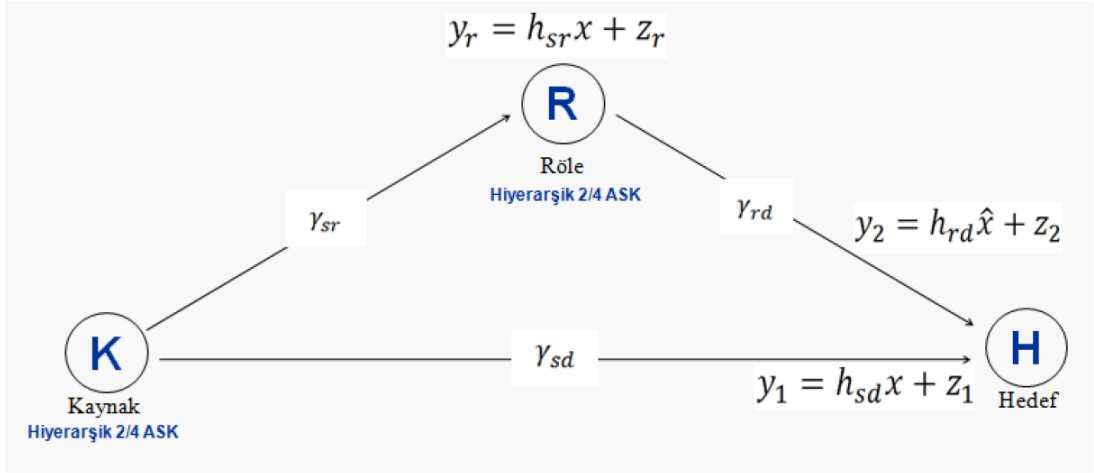 y_r = h_{sr}x + z_r
R
Röle
Hiyerarşik 2/4 ASK
γ_{sr}
γ_{rd}
y_2 = h_{rd}x̂ + z_2
K
γ_{sd}
H
y_1 = h_{sd}x + z_1
Kaynak
Hedef
Hiyerarşik 2/4 ASK